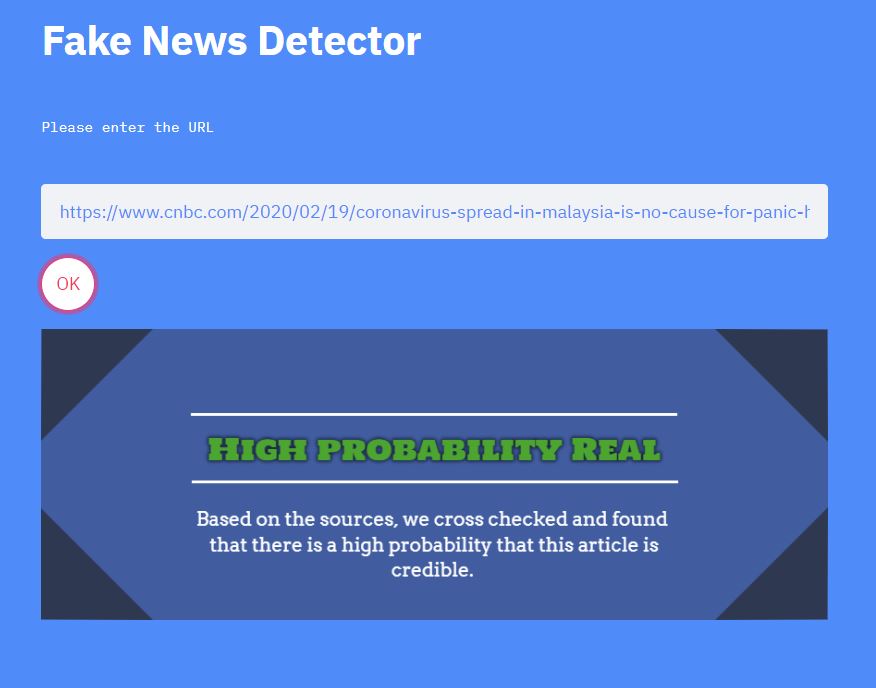 Fake News Detector
Please enter the URL
https://www.cnbc.com/2020/02/19/coronavirus-spread-in-malaysia-is-no-cause-for-panic-h
OK
High probability Real
Based on the sources, we cross checked and found
that there is a high probability that this article is
credible.